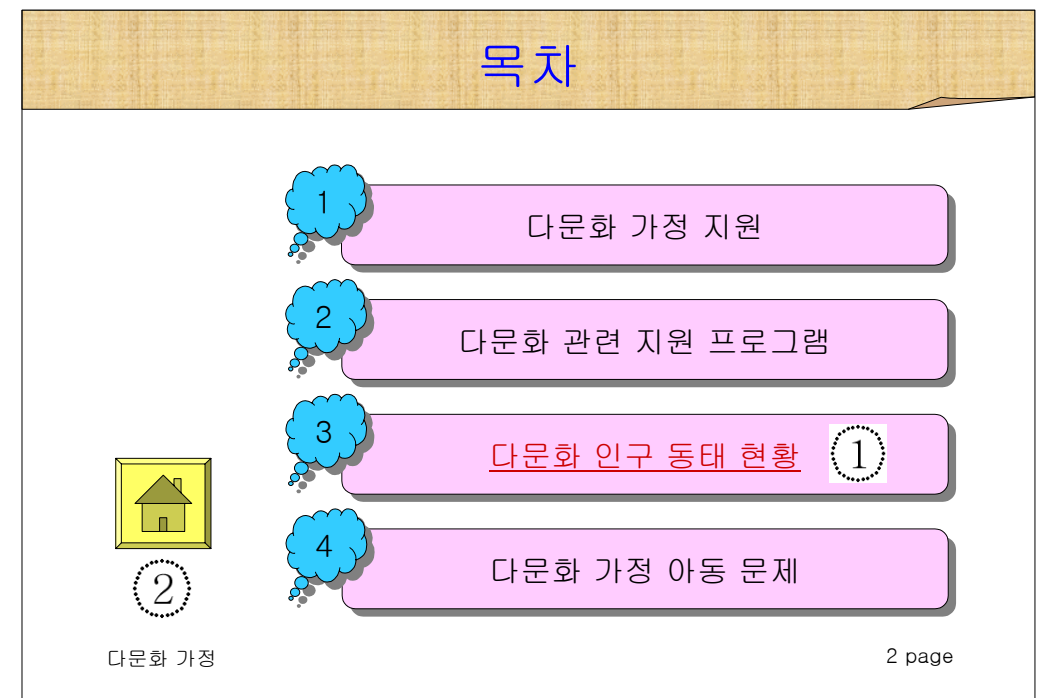 목차
1
다문화 가정 지원
2
다문화 관련 지원 프로그램
3
다문화 인구 동태 현황
1
4
다문화 가정 아동 문제
2
다문화 가정
2 page